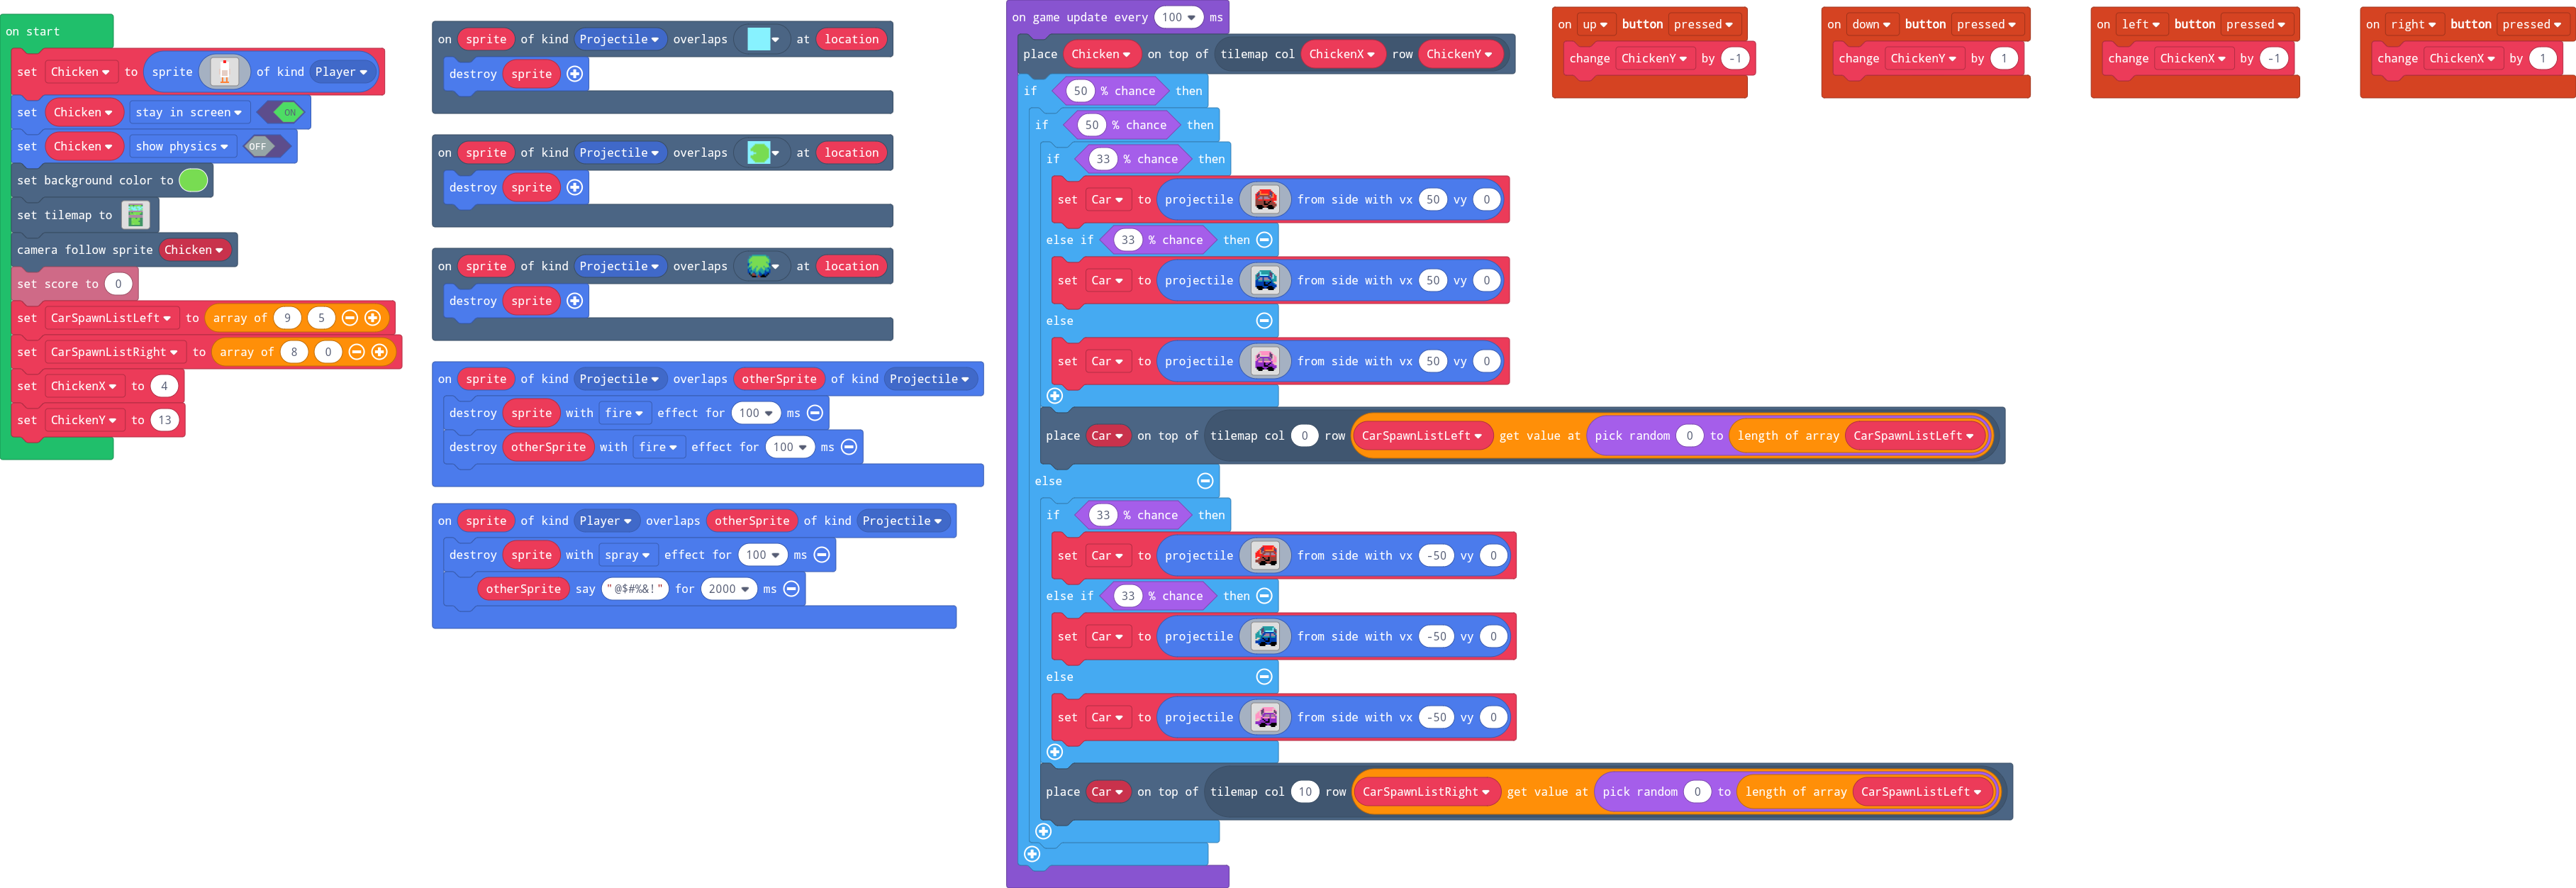 on start
set Chicken to sprite of kind Player
set Chicken stay in screen ON
set Chicken show physics OFF
set background color to
set tilemap to
camera follow sprite Chicken
set score to 0
set CarSpawnListLeft to array of 9 5
set CarSpawnListRight to array of 8 0
set ChickenX to 4
set ChickenY to 13
on sprite of kind Projectile overlaps at location
destroy sprite
on sprite of kind Projectile overlaps at location
destroy sprite
on sprite of kind Projectile overlaps at location
destroy sprite
on sprite of kind Projectile overlaps otherSprite of kind Projectile
destroy sprite with fire effect for 100 ms
destroy otherSprite with fire effect for 100 ms
on sprite of kind Player overlaps otherSprite of kind Projectile
destroy sprite with spray effect for 100 ms
otherSprite say "@$#%&!" for 2000 ms
on game update every 100 ms
place Chicken on top of tilemap col ChickenX row ChickenY
if 50 % chance then
if 50 % chance then
if 33 % chance then
set Car to projectile from side with vx 50 vy 0
else if 33 % chance then
set Car to projectile from side with vx 50 vy 0
else
set Car to projectile from side with vx 50 vy 0
place Car on top of tilemap col 0 row CarSpawnListLeft get value at pick random 0 to length of array CarSpawnListLeft
else
if 33 % chance then
set Car to projectile from side with vx -50 vy 0
else if 33 % chance then
set Car to projectile from side with vx -50 vy 0
else
set Car to projectile from side with vx -50 vy 0
place Car on top of tilemap col 10 row CarSpawnListRight get value at pick random 0 to length of array CarSpawnListLeft
on up button pressed
change ChickenY by -1
on down button pressed
change ChickenY by 1
on left button pressed
change ChickenX by -1
on right button pressed
change ChickenX by 1